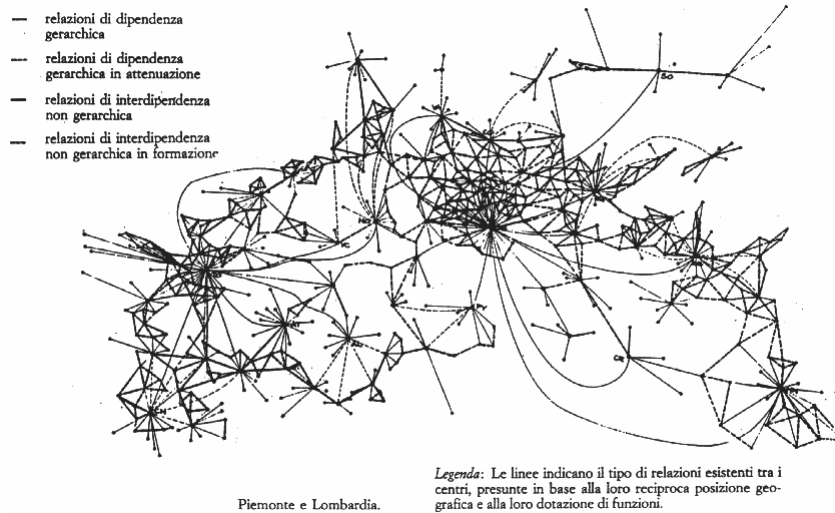 relazioni di dipendenza
gerarchica
relazioni di dipendenza
gerarchica in attenuazione
relazioni di interdipendenza
non gerarchica
relazioni di interdipendenza
non gerarchica in formazione
SO
CR
Legenda: Le linee indicano il tipo di relazioni esistenti tra i
centri, presunte in base alla loro reciproca posizione geo-
grafica e alla loro dotazione di funzioni.
Piemonte e Lombardia.